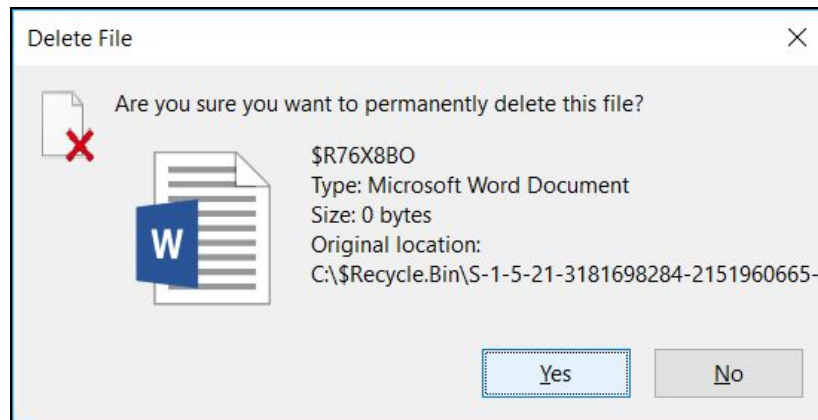 Delete File
Are you sure you want to permanently delete this file?
$R76X8BO
Type: Microsoft Word Document
Size: 0 bytes
Original location:
C:\$Recycle.Bin\S-1-5-21-3181698284-2151960665-
W
Yes
No